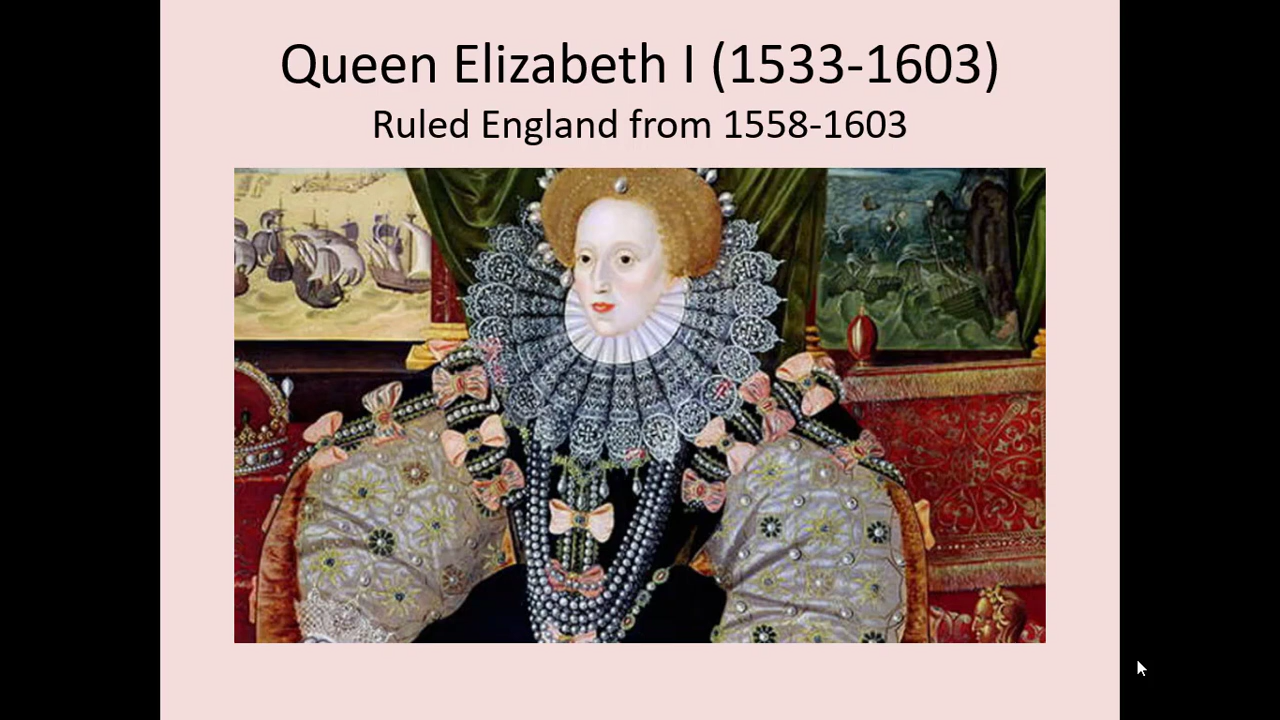 Queen Elizabeth I (1533-1603)
Ruled England from 1558-1603